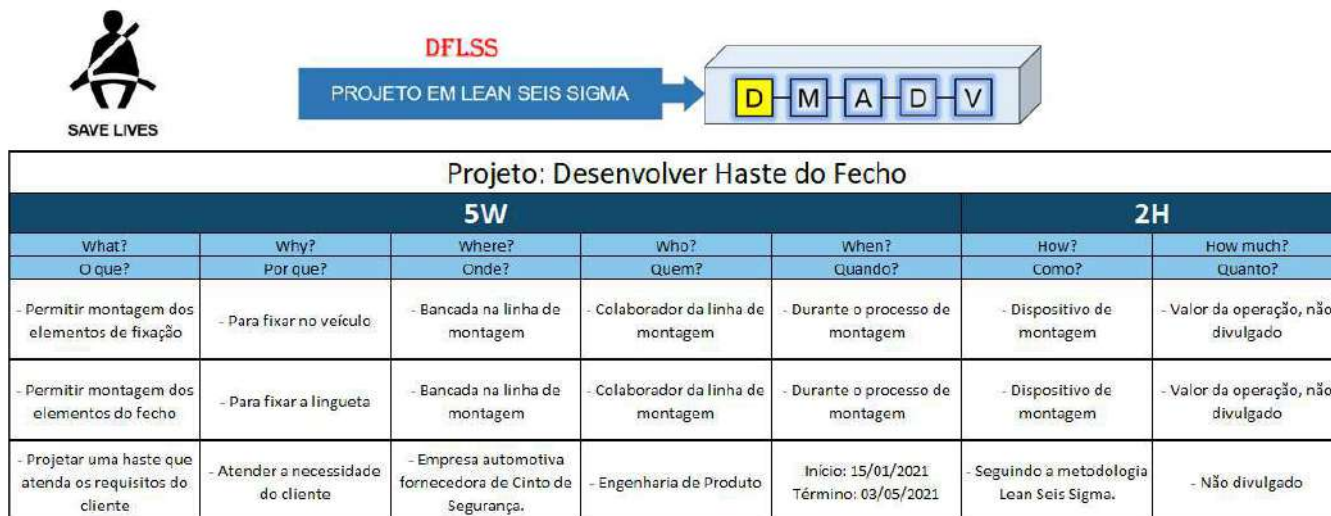 DFLSS
PROJETO EM LEAN SEIS SIGMA
D M A D V
SAVE LIVES
Projeto: Desenvolver Haste do Fecho
5W 2H
What? Why? Where? Who? When? How? How much?
O que? Por que? Onde? Quem? Quando? Como? Quanto?
- Permitir montagem dos
elementos de fixação
- Para fixar no veículo
- Bancada na linha de
montagem
- Colaborador da linha de
montagem
- Durante o processo de
montagem
- Dispositivo de
montagem
- Valor da operação, não
divulgado
- Permitir montagem dos
elementos do fecho
- Para fixar a lingueta
- Bancada na linha de
montagem
- Colaborador da linha de
montagem
- Durante o processo de
montagem
- Dispositivo de
montagem
- Valor da operação, não
divulgado
- Projetar uma haste que
atenda os requisitos do
cliente
- Atender a necessidade
do cliente
- Empresa automotiva
fornecedora de Cinto de
Segurança.
- Engenharia de Produto
Início: 15/01/2021
Término: 03/05/2021
- Seguindo a metodologia
Lean Seis Sigma.
- Não divulgado